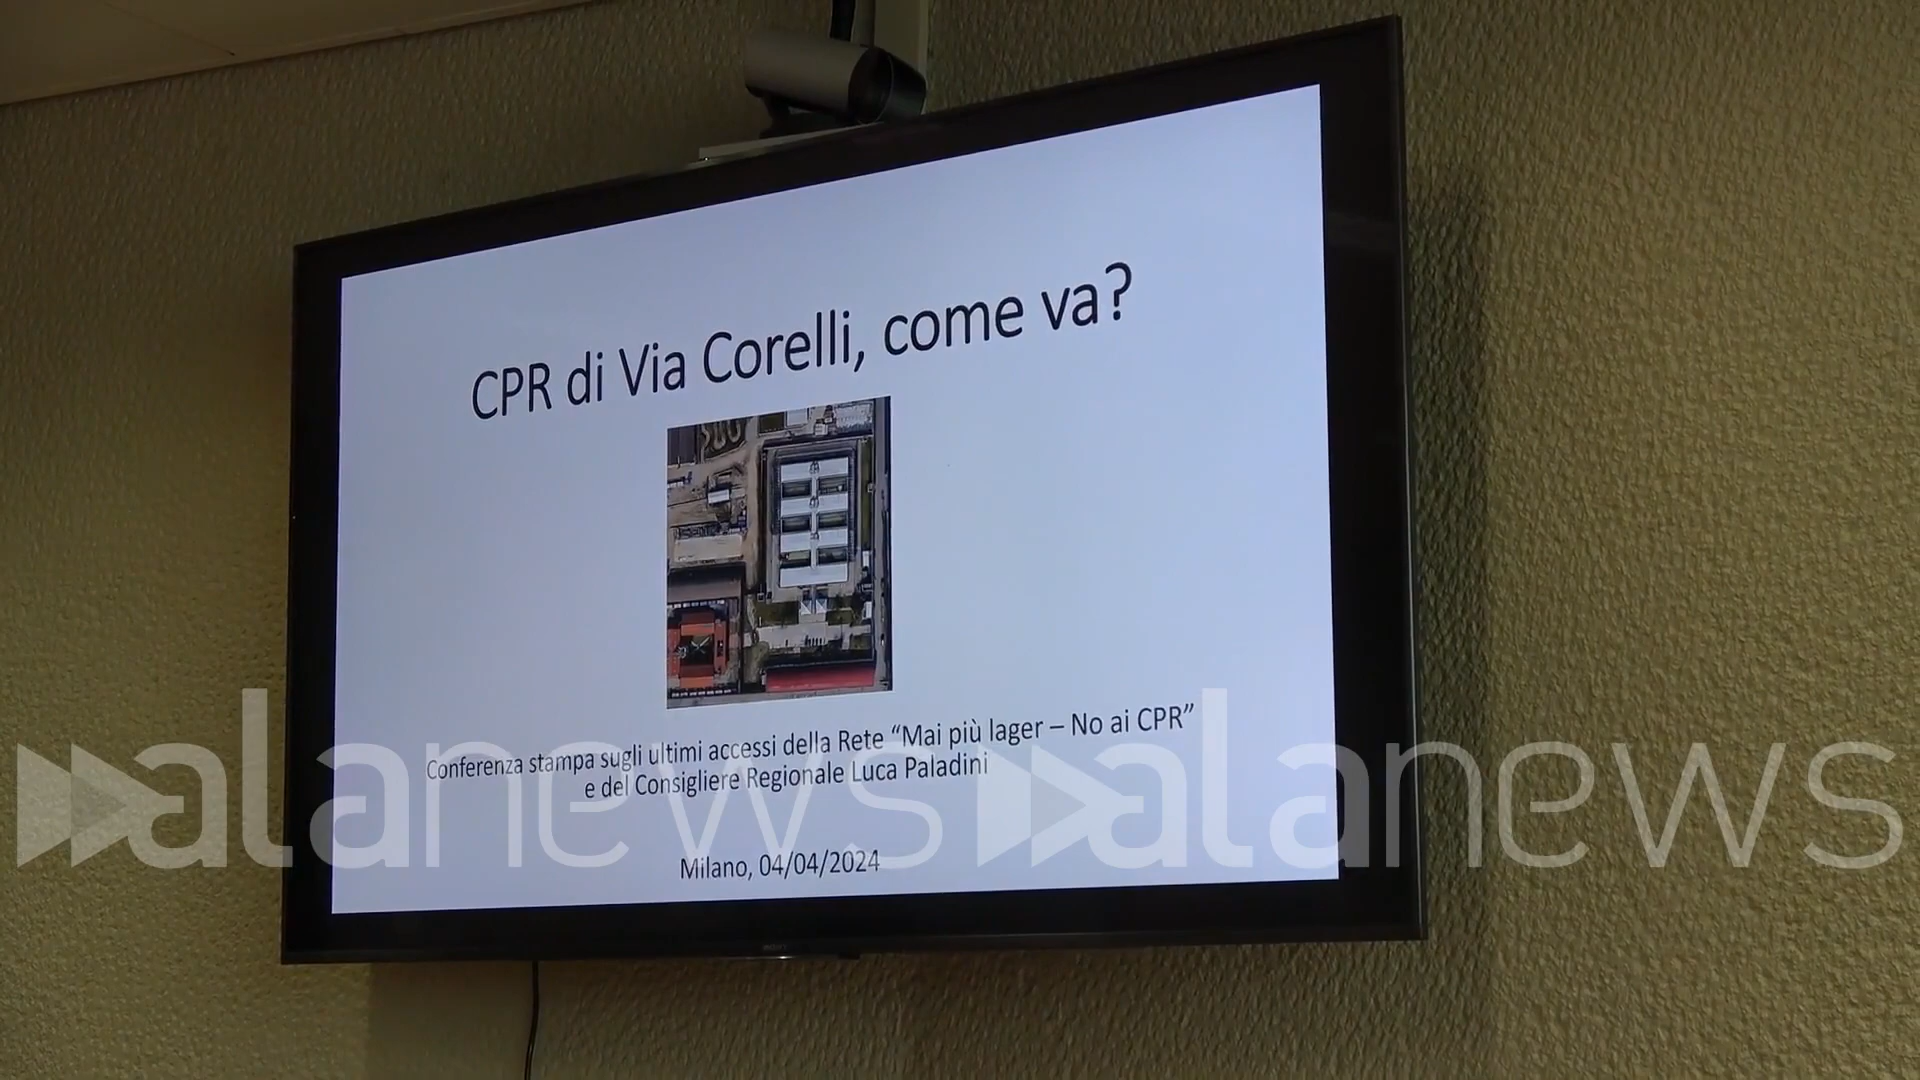 CPR di Via Corelli, come va?
Conferenza stampa sugli ultimi accessi della Rete “Mai più lager – No ai CPR”
e del Consigliere Regionale Luca Paladini
alanews alanews
Milano, 04/04/2024